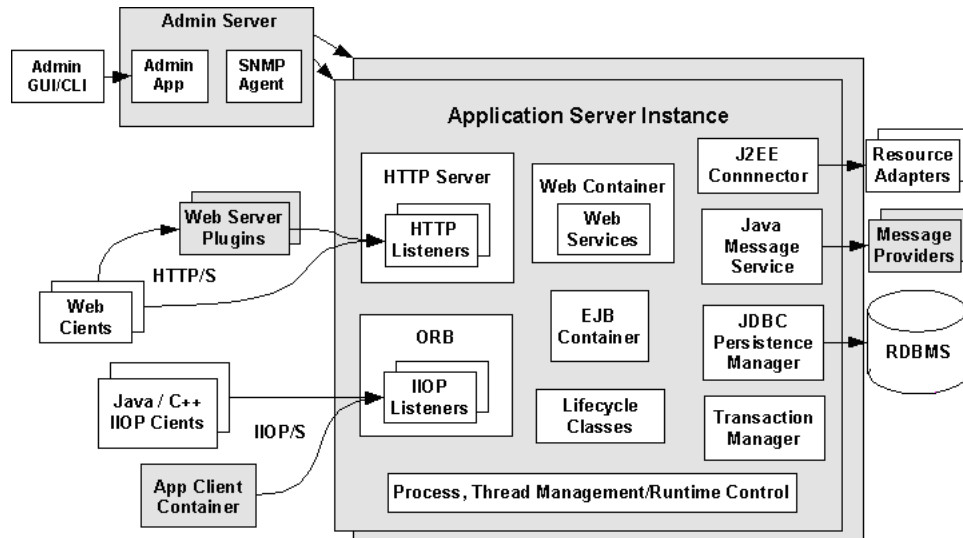 Admin Server
Admin
GUI/CLI
Admin
App
SNMP
Agent
Application Server Instance
HTTP Server
HTTP
Listeners
Web Container
Web
Services
J2EE
Connnector
Resource
Adapters
Web Server
Plugins
Java
Message
Service
Message
Providers
HTTP/S
Web
Cients
EJB
Container
JDBC
Persistence
Manager
RDBMS
ORB
IIOP
Listeners
Java / C++
IIOP Cients
IIOP/S
Lifecycle
Classes
Transaction
Manager
App Client
Container
Process, Thread Management/Runtime Control